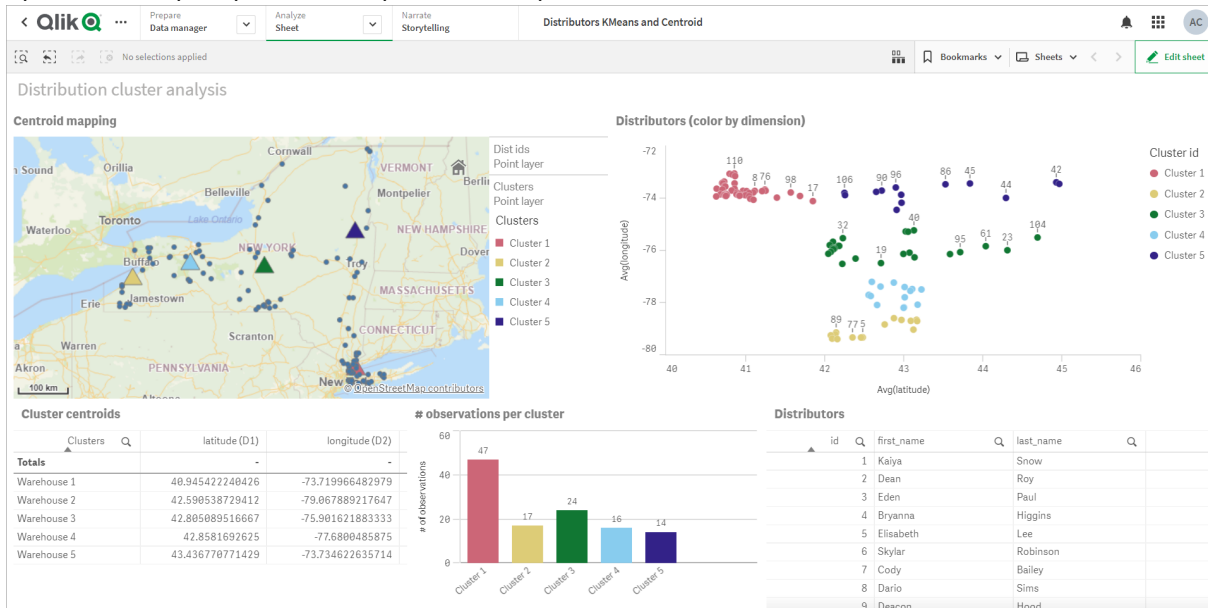 Qlik
Prepare
Data manager
Analyze
Sheet
Narrate
Storytelling
Distributors KMeans and Centroid
AC
No selections applied
Bookmarks
Sheets
Edit sheet
Distribution cluster analysis
Centroid mapping
Cornwall
n Sound
Orillia
VERMONT
Berlin
Belleville
Montpelier
Toronto
Lake Ontario
Waterloo
NEW HAMPSHIRE
NEW YORK
Dover
Buffalo
Troy
MASSACHUSETTS
Erie
Jamestown
CONNECTICUT
Scranton
a
Warren
Akron
PENNSYLVANIA
New
100 km
© OpenStreetMap contributors
Dist ids
Point layer
Clusters
Point layer
Clusters
Cluster 1
Cluster 2
Cluster 3
Cluster 4
Cluster 5
Distributors (color by dimension)
Avg(longitude)
-72
-74
-76
-78
-80
110
8 76
98
17
106
90 96
86
45
44
42
32
19
40
95
61
23
104
89
77 5
40 41 42 43 44 45 46
Avg(latitude)
Cluster id
Cluster 1
Cluster 2
Cluster 3
Cluster 4
Cluster 5
Cluster centroids
Clusters latitude (D1) longitude (D2)
Totals - -
Warehouse 1 40.945422240426 -73.719966482979
Warehouse 2 42.590538729412 -79.067889217647
Warehouse 3 42.805089516667 -75.901621883333
Warehouse 4 42.8581692625 -77.6800485875
Warehouse 5 43.436770771429 -73.734622635714
# observations per cluster
# of observations
60
40
20
0
47
17
24
16
14
Cluster 1
Cluster 2
Cluster 3
Cluster 4
Cluster 5
Distributors
id first_name last_name
1 Kaiya Snow
2 Dean Roy
3 Eden Paul
4 Bryanna Higgins
5 Elisabeth Lee
6 Skylar Robinson
7 Cody Bailey
8 Dario Sims
9 Deacon Hood